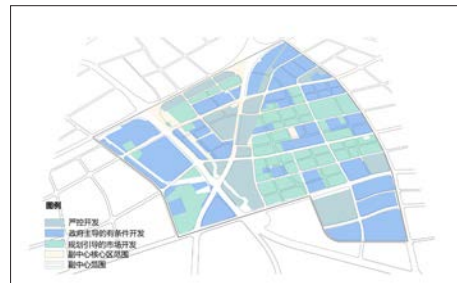 图例
严控开发
政府主导的有条件开发
规划引导的市场开发
副中心核心区范围
副中心范围